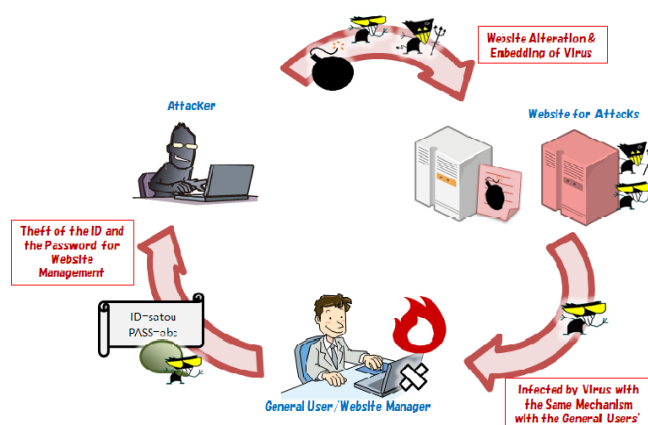 Website Alteration &
Embedding of Virus
Attacker
Website for Attacks
Theft of the ID and
the Password for
Website
Management
ID=satou
PASS=abc
General User/Website Manager
Infected by Virus with
the Same Mechanism
with the General Users'